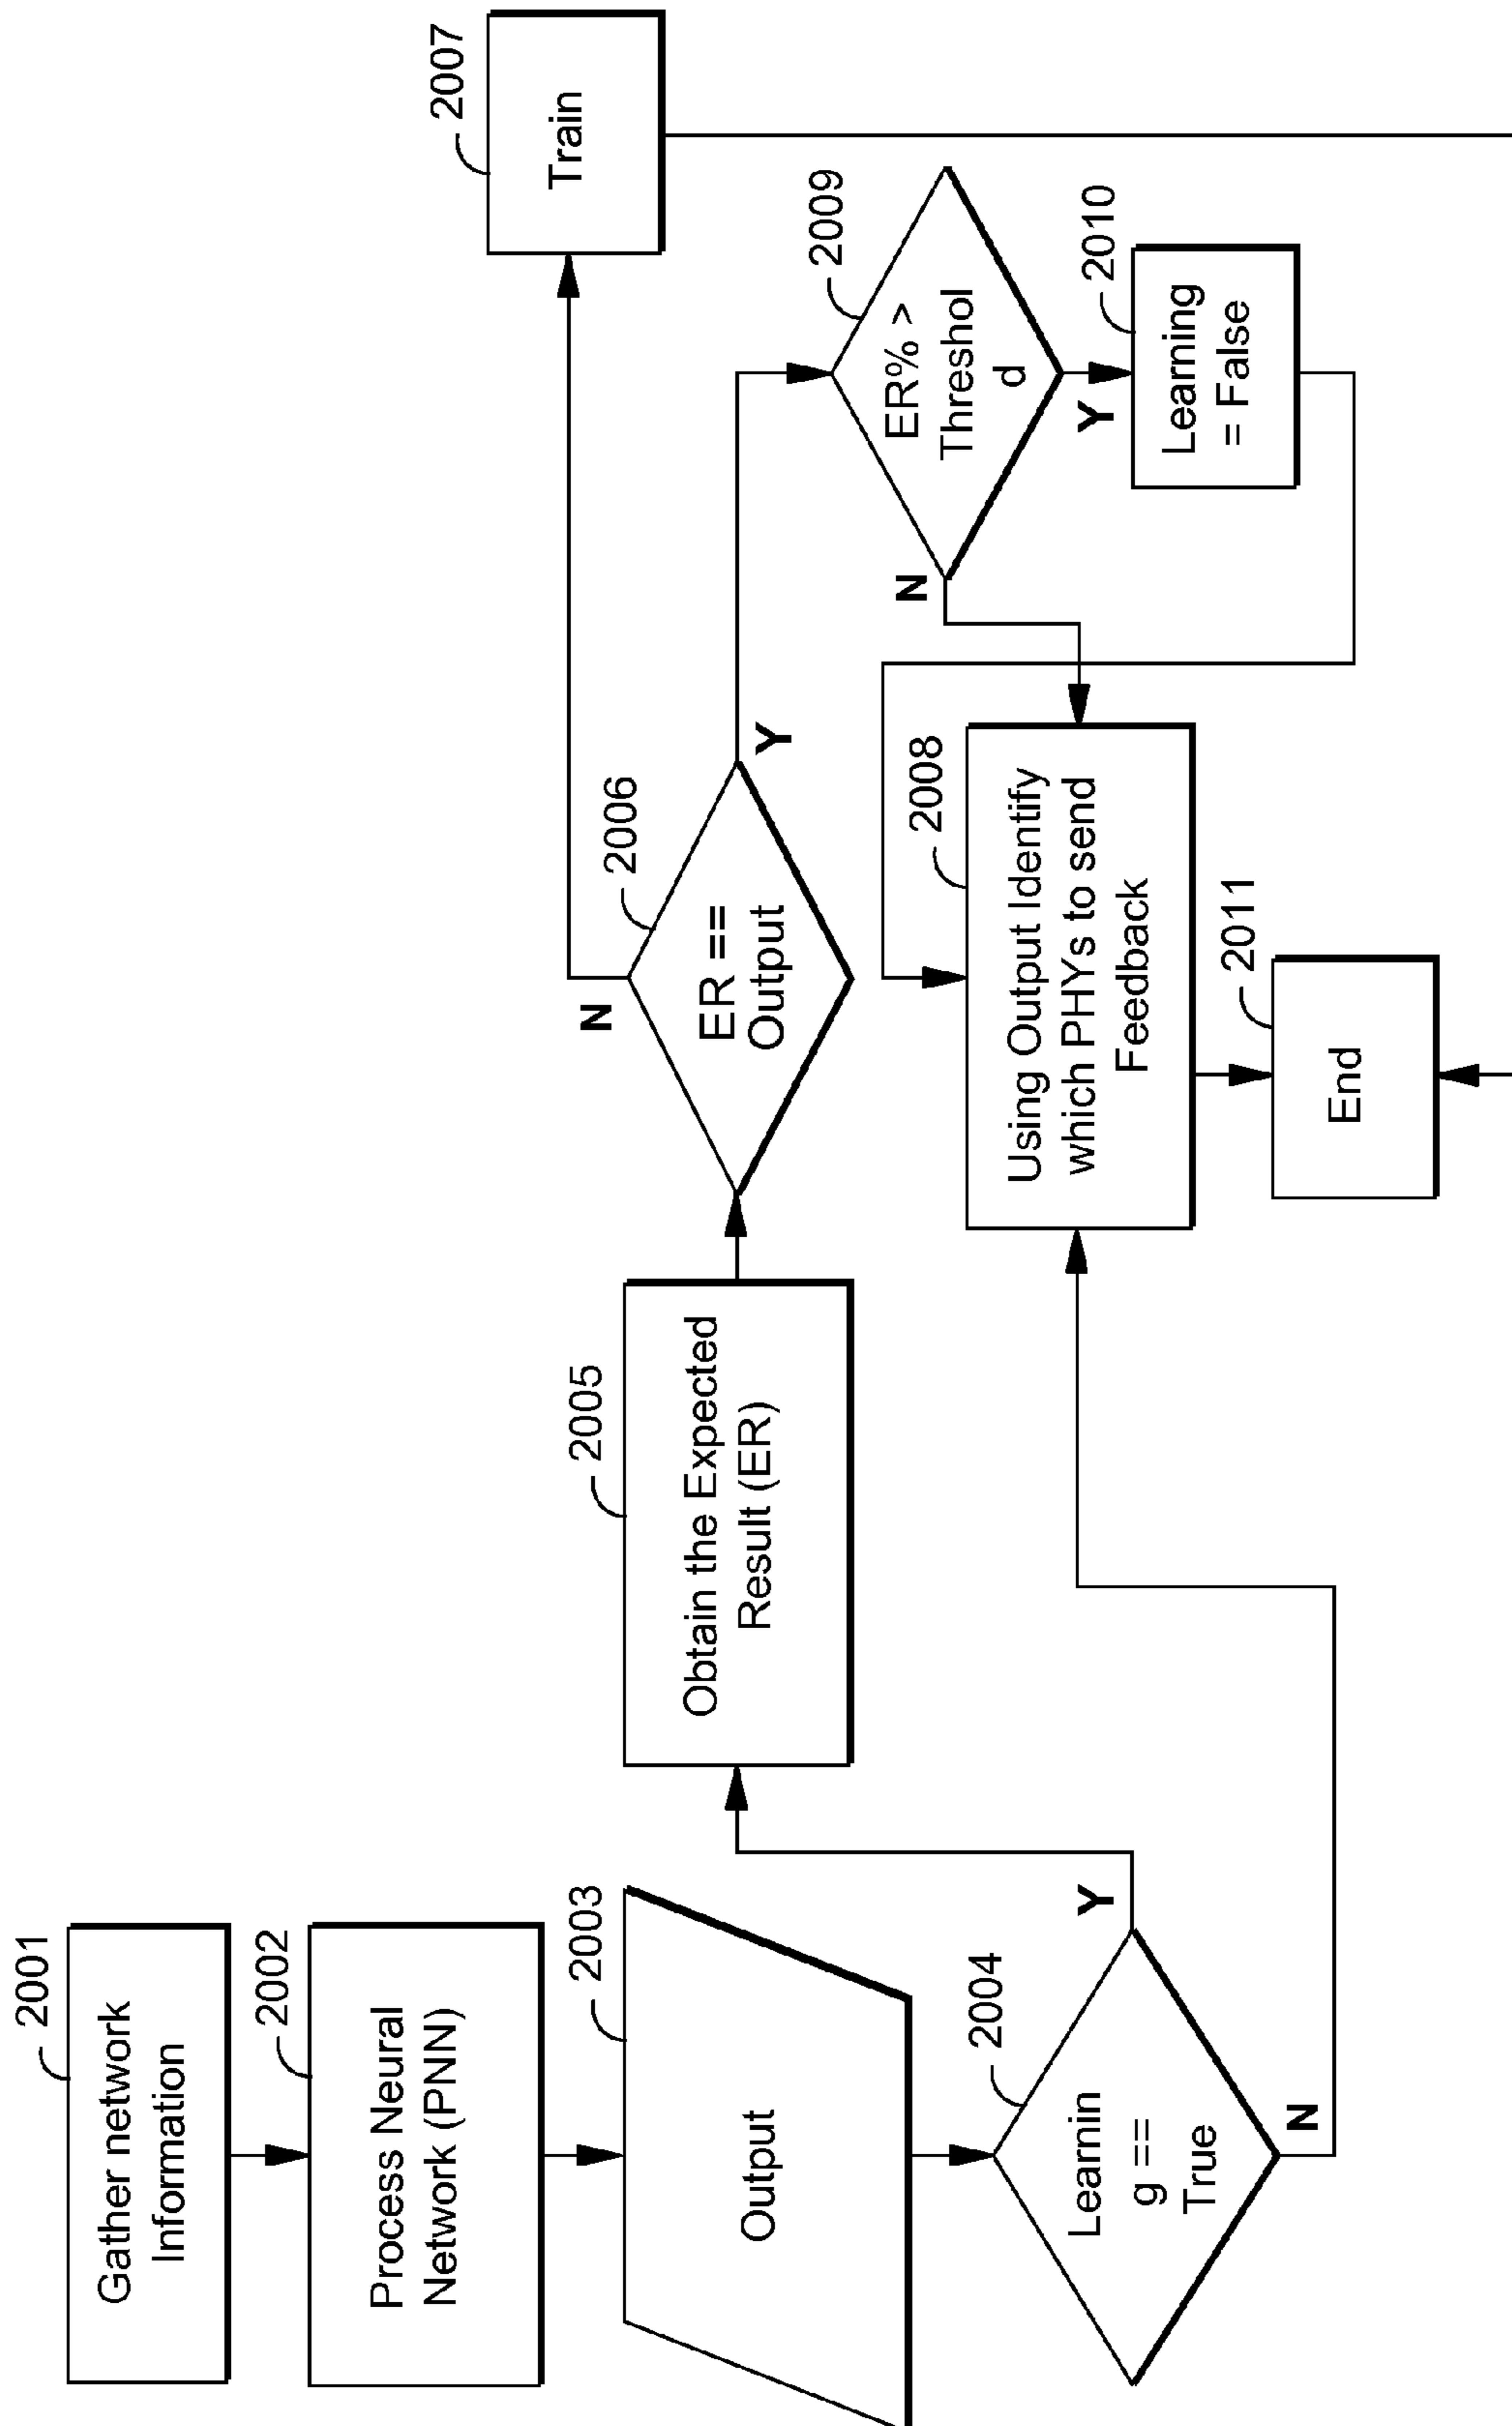 2001
Gather network
Information
2002
Process Neural
Network (PNN)
2003
Output
2004
Learnin
g ==
True
Y
N
2005
Obtain the Expected
Result (ER)
2006
ER ==
Output
N
Y
2007
Train
2009
ER% >
Threshol
d
N
Y
2010
Learning
= False
2008
Using Output Identify
which PHYs to send
Feedback
2011
End